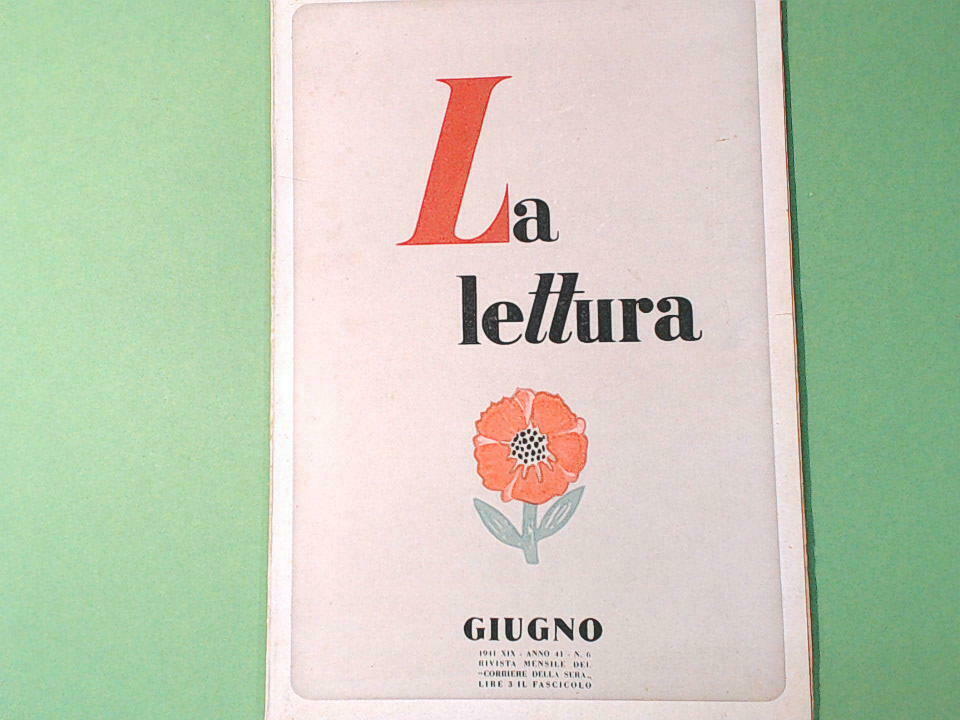 La
lettura
GIUGNO
1941 XIX - ANNO 41 - N. 6
RIVISTA MENSILE DEL
"CORRIERE DELLA SERA„
LIRE 3 IL FASCICOLO